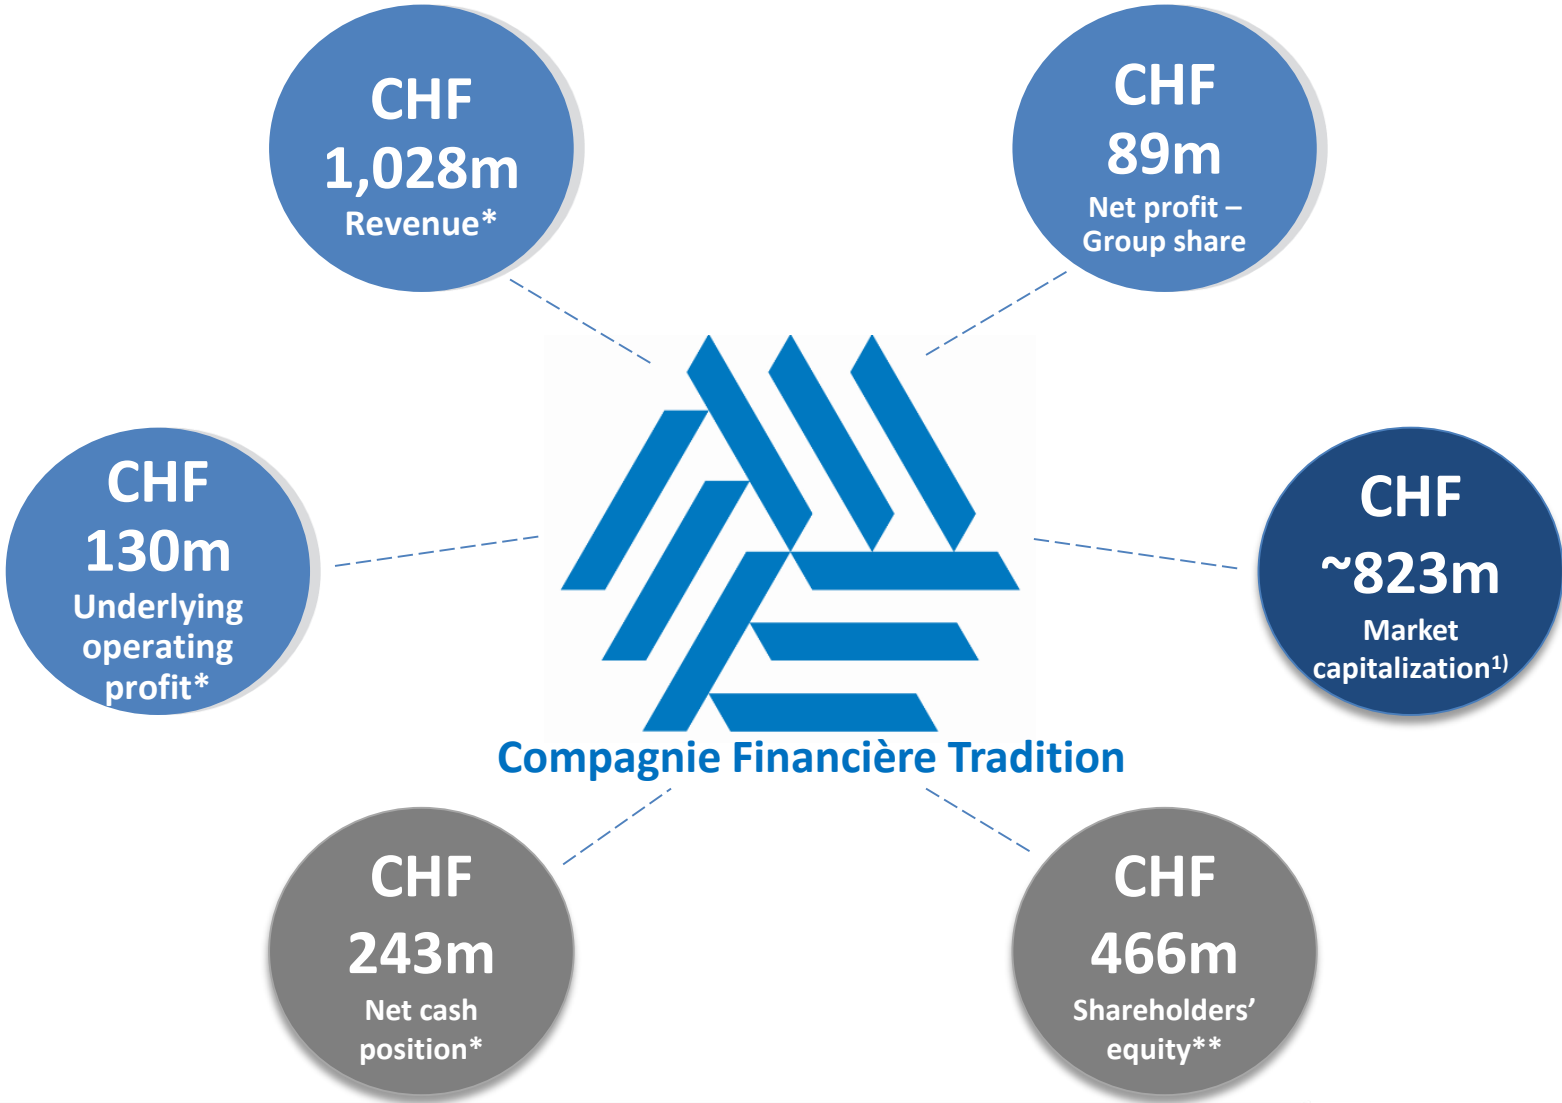 CHF
1,028m
Revenue*
CHF
89m
Net profit –
Group share
CHF
130m
Underlying
operating
profit*
CHF
~823m
Market
capitalization¹⁾
Compagnie Financière Tradition
CHF
243m
Net cash
position*
CHF
466m
Shareholders’
equity**